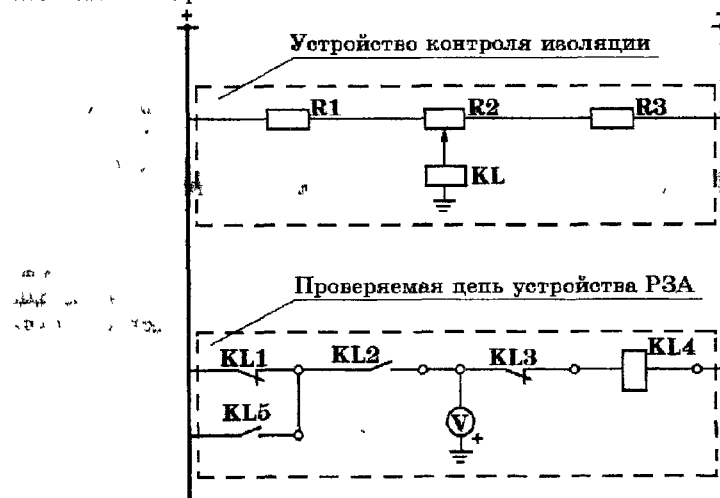 +
Устройство контроля изоляции
R1
R2
R3
KL
Проверяемая цепь устройства РЗА
KL1
KL2
KL3
KL4
KL5
V
+